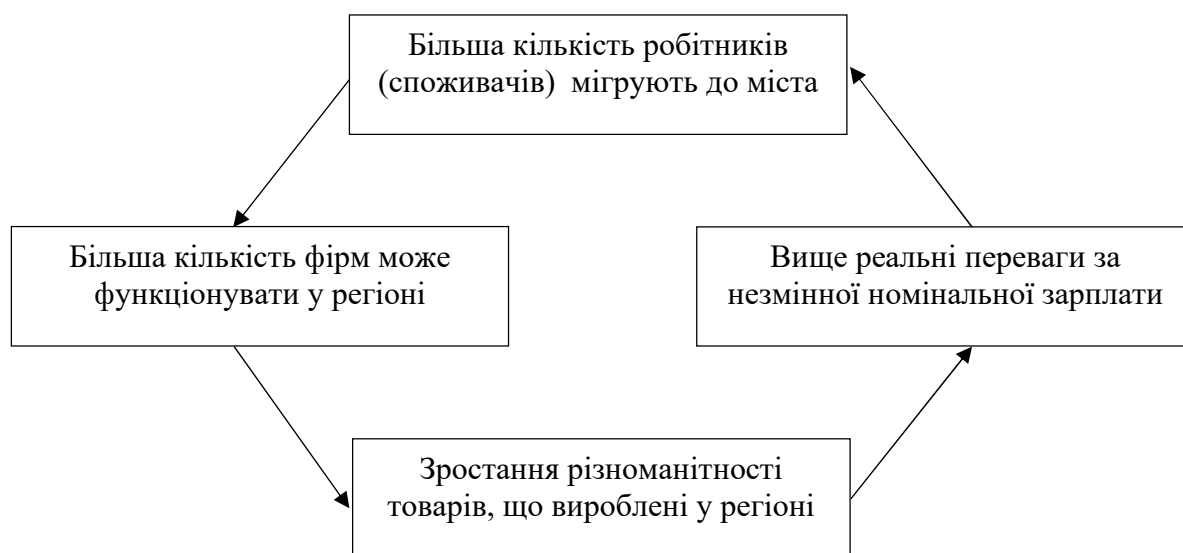 Більша кількість робітників
(споживачів) мігрують до міста
Більша кількість фірм може
функціонувати у регіоні
Вище реальні переваги за
незмінної номінальної зарплати
Зростання різноманітності
товарів, що вироблені у регіоні